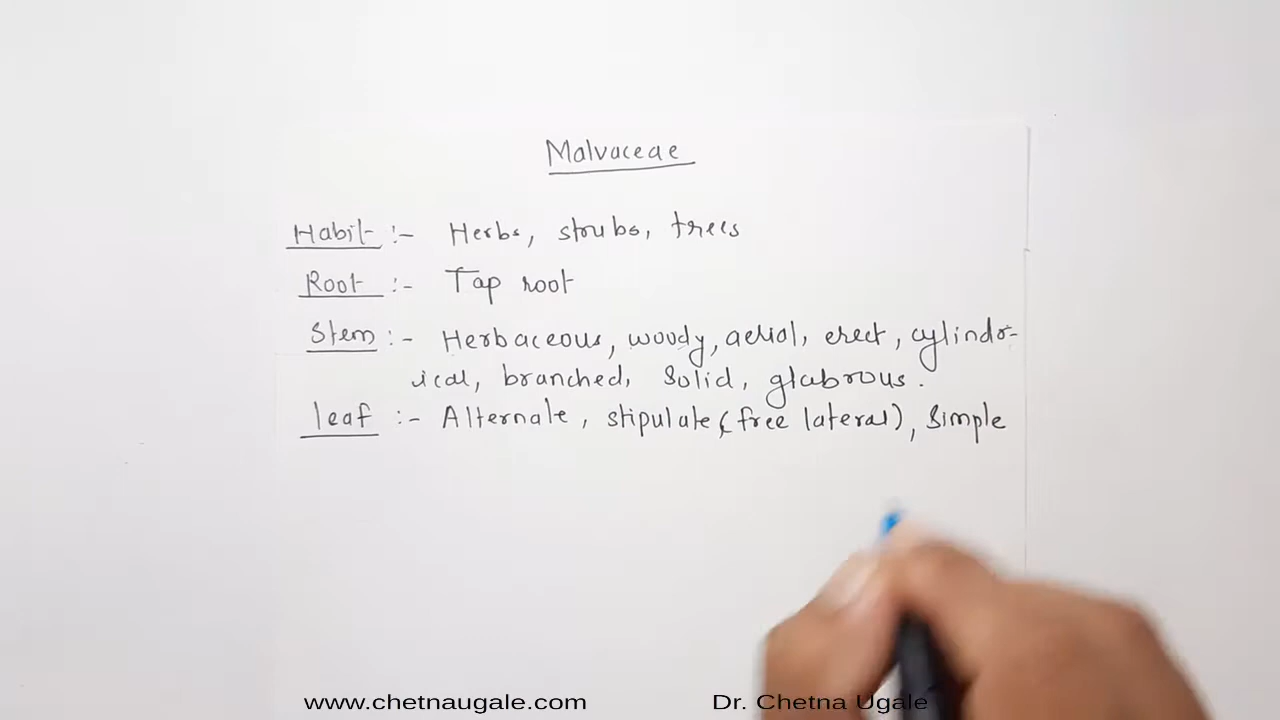 Malvaceae
Habit :- Herbs, strubs, trees
Root :- Tap root
Stem :- Herbaceous, woody, aerial, erect, cylindr-
ical, branched, Solid, glabrous.
leaf :- Alternate, stipulate (free lateral), Simple
www.chetnaugale.com Dr. Chetna Ugale